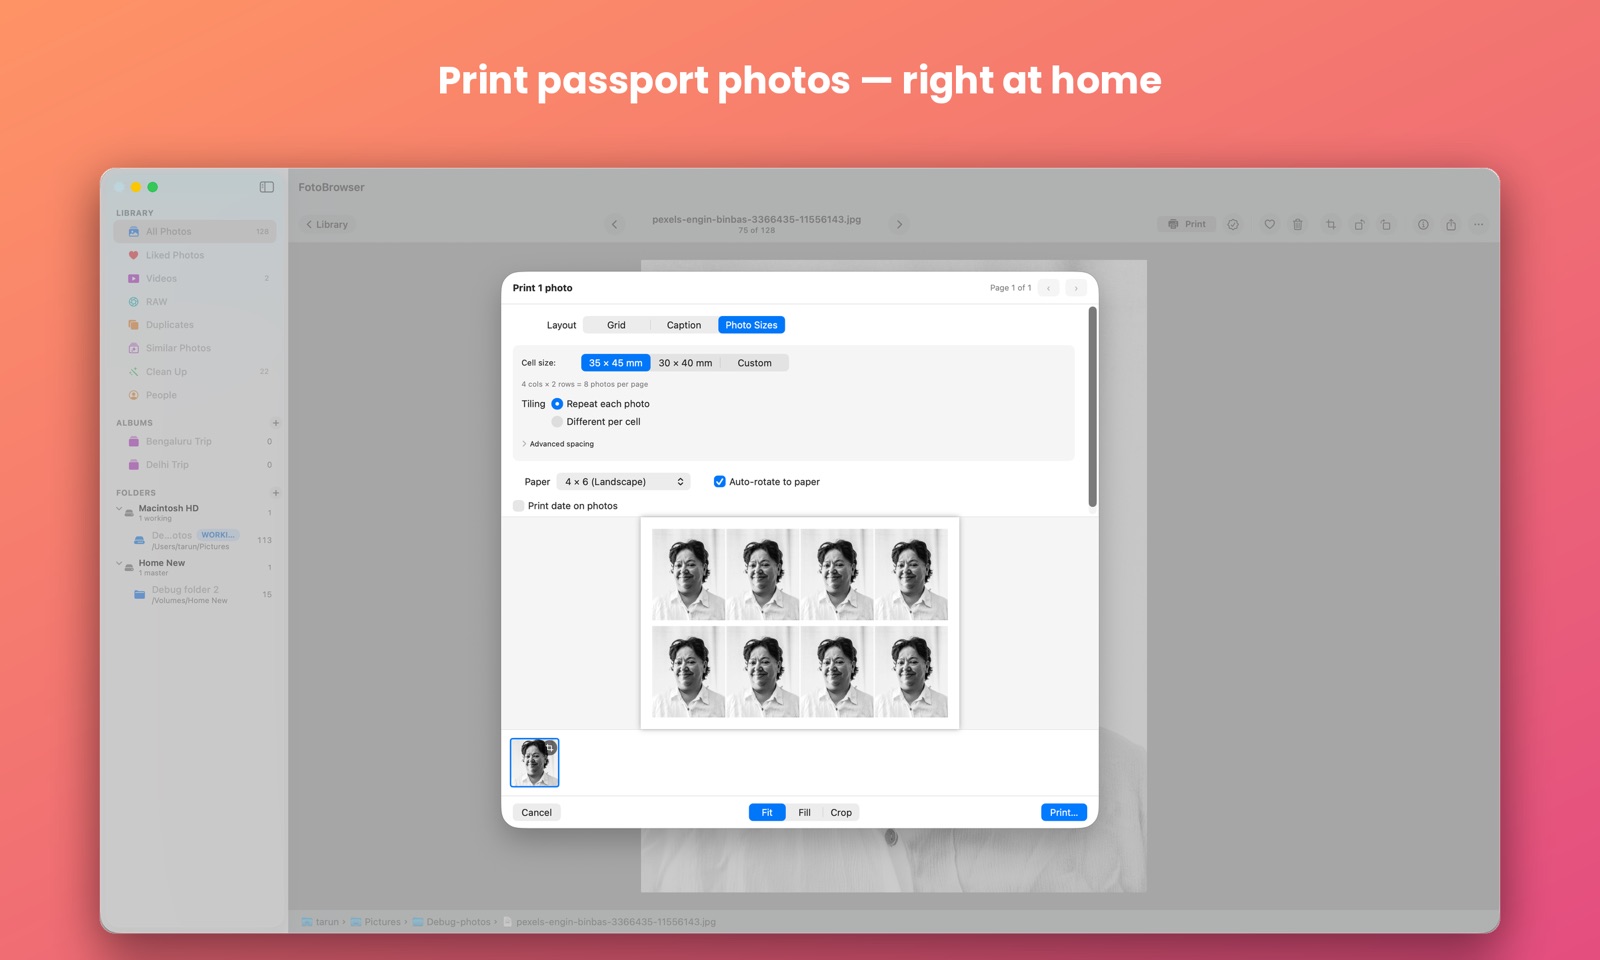 Print passport photos — right at home
FotoBrowser
LIBRARY
All Photos 128
Liked Photos
Videos 2
RAW
Duplicates
Similar Photos
Clean Up 22
People
ALBUMS +
Bengaluru Trip 0
Delhi Trip 0
FOLDERS +
Macintosh HD 1
1 working
De...otos WORKI... 113
/Users/tarun/Pictures
Home New 1
1 master
Debug folder 2 15
/Volumes/Home New
Library
pexels-engin-binbas-3366435-11556143.jpg
75 of 128
Print
Print 1 photo
Page 1 of 1
Layout Grid Caption Photo Sizes
Cell size: 35 × 45 mm 30 × 40 mm Custom
4 cols × 2 rows = 8 photos per page
Tiling Repeat each photo
Different per cell
Advanced spacing
Paper 4 × 6 (Landscape) Auto-rotate to paper
Print date on photos
Cancel Fit Fill Crop Print...
tarun › Pictures › Debug-photos › pexels-engin-binbas-3366435-11556143.jpg